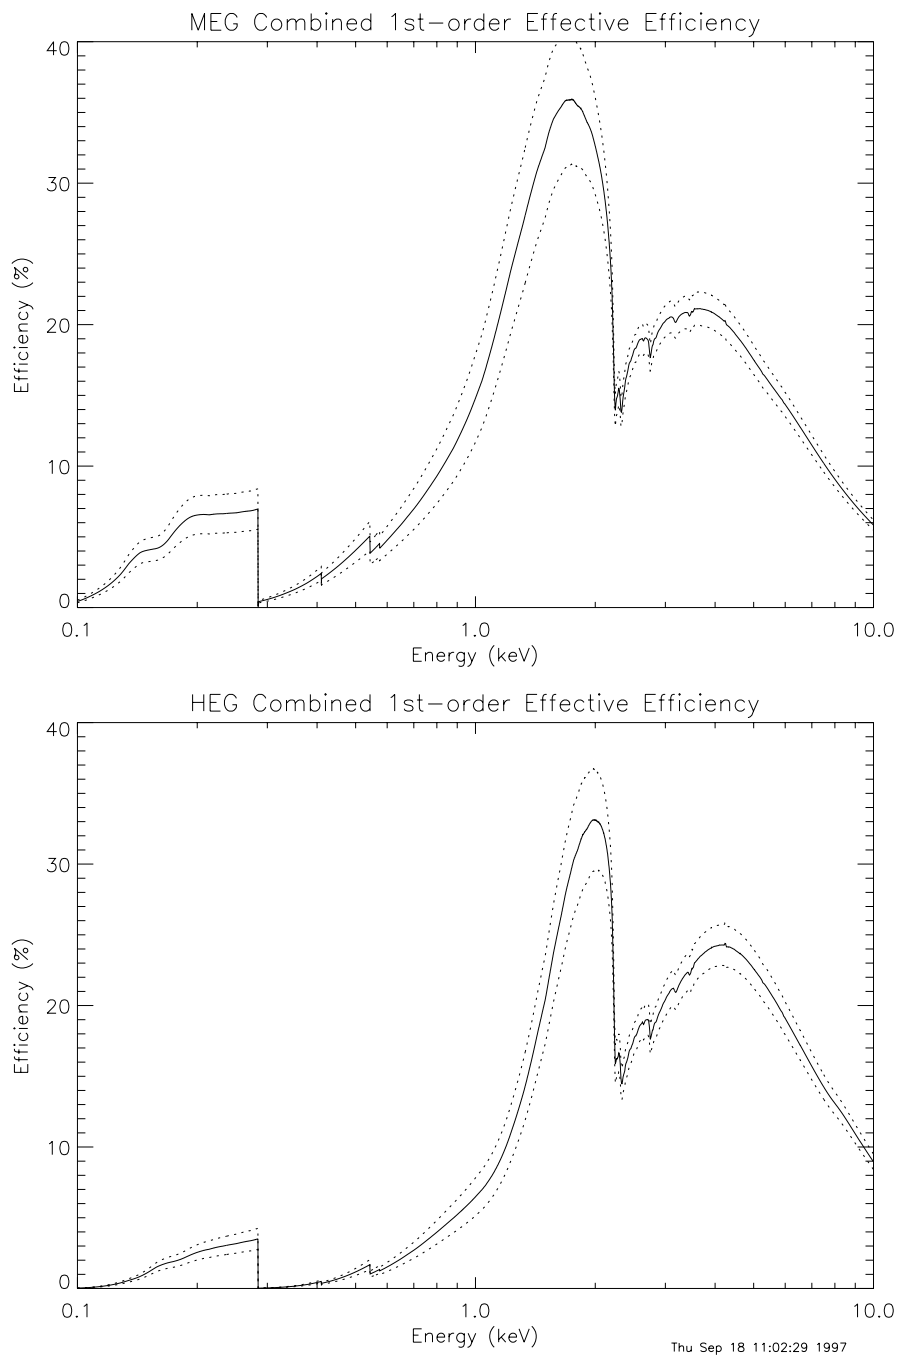 MEG Combined 1st-order Effective Efficiency
40
30
20
10
0
Efficiency (%)
0.1 1.0 10.0
Energy (keV)
HEG Combined 1st-order Effective Efficiency
40
30
20
10
0
Efficiency (%)
0.1 1.0 10.0
Energy (keV)
Thu Sep 18 11:02:29 1997